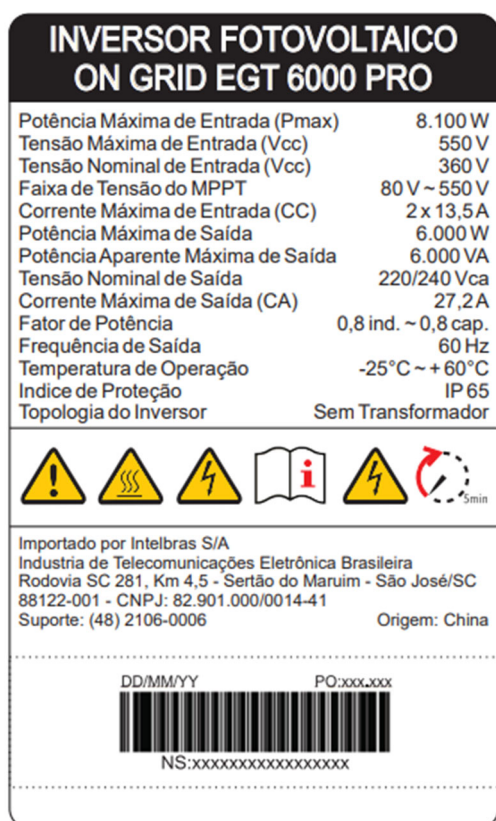 INVERSOR FOTOVOLTAICO
ON GRID EGT 6000 PRO
Potência Máxima de Entrada (Pmax) 8.100 W
Tensão Máxima de Entrada (Vcc) 550 V
Tensão Nominal de Entrada (Vcc) 360 V
Faixa de Tensão do MPPT 80 V ~ 550 V
Corrente Máxima de Entrada (CC) 2 x 13,5 A
Potência Máxima de Saída 6.000 W
Potência Aparente Máxima de Saída 6.000 VA
Tensão Nominal de Saída 220/240 Vca
Corrente Máxima de Saída (CA) 27,2 A
Fator de Potência 0,8 ind. ~ 0,8 cap.
Frequência de Saída 60 Hz
Temperatura de Operação -25°C ~ + 60°C
Indice de Proteção IP 65
Topologia do Inversor Sem Transformador
i
5min
Importado por Intelbras S/A
Industria de Telecomunicações Eletrônica Brasileira
Rodovia SC 281, Km 4,5 - Sertão do Maruim - São José/SC
88122-001 - CNPJ: 82.901.000/0014-41
Suporte: (48) 2106-0006 Origem: China
DD/MM/YY PO:xxx.xxx
NS:xxxxxxxxxxxxxxxxx